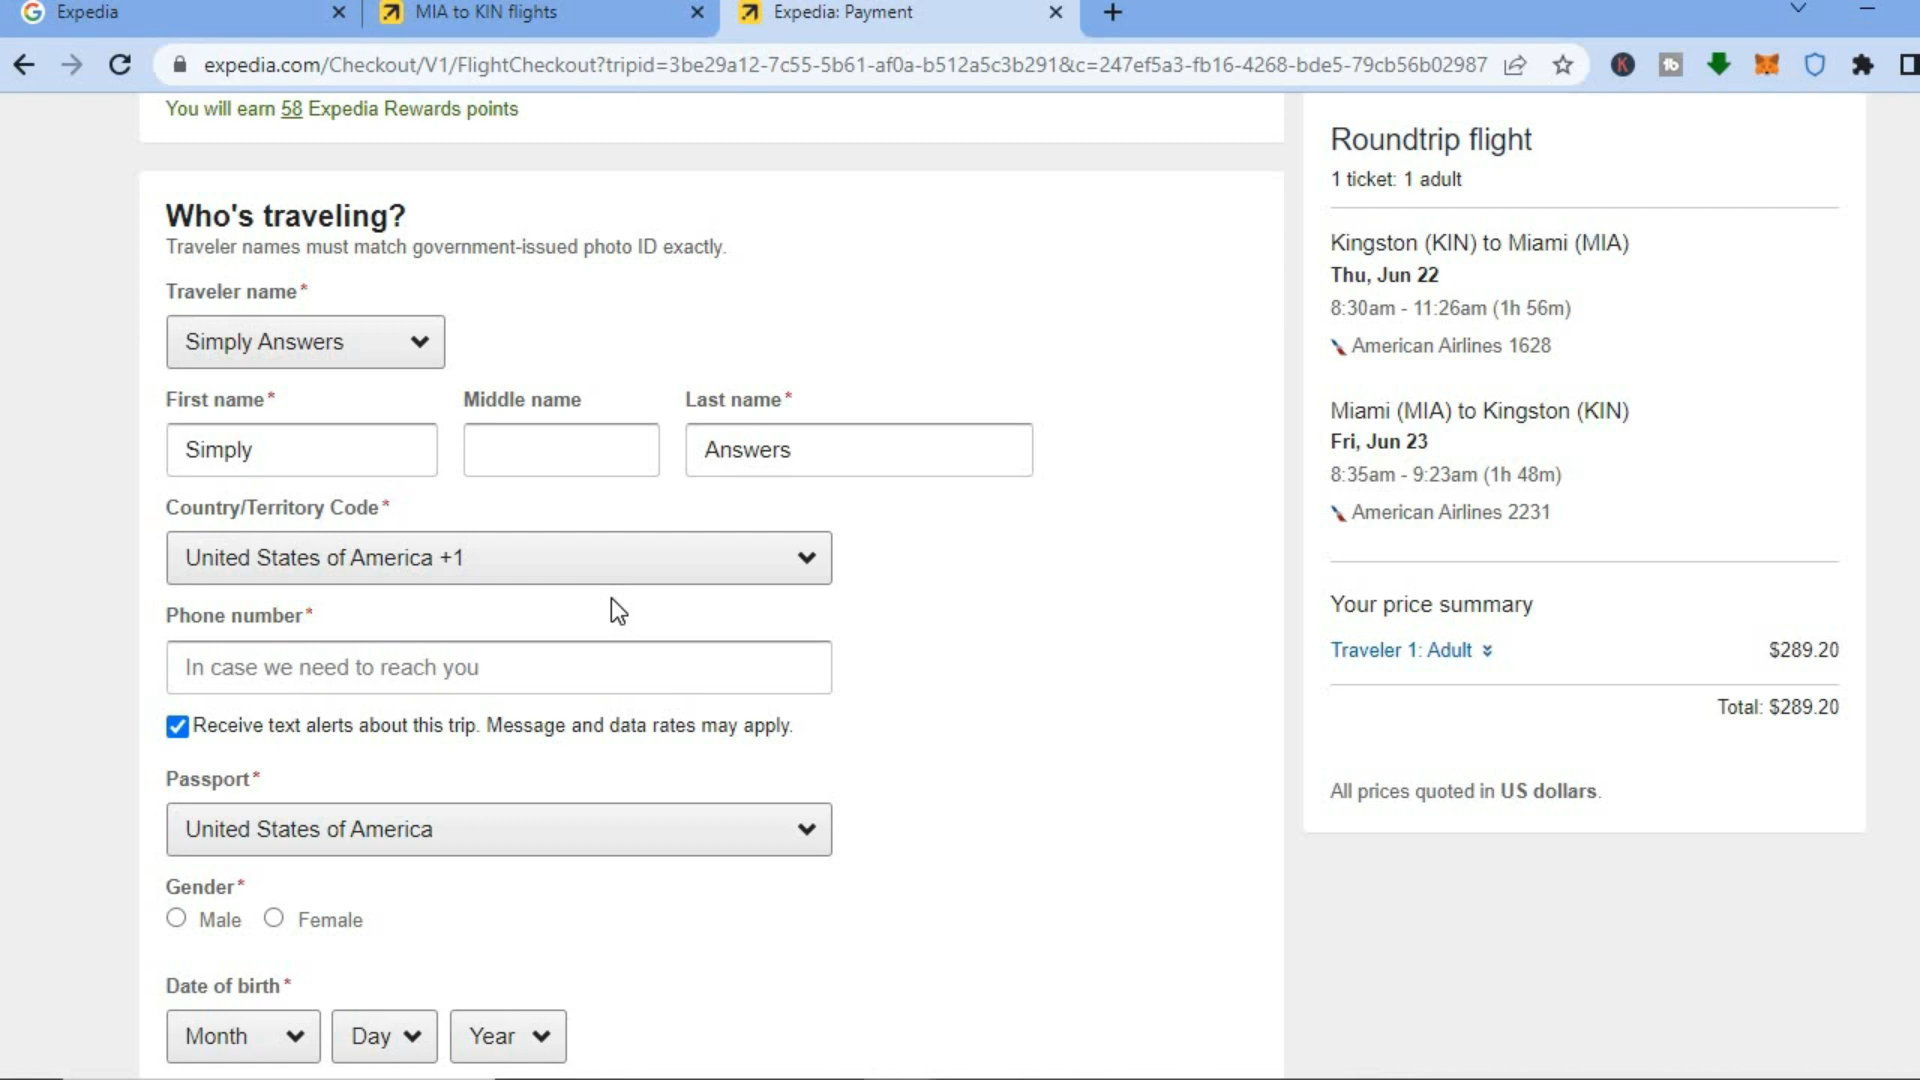 Expedia
MIA to KIN flights
Expedia: Payment
expedia.com/Checkout/V1/FlightCheckout?tripid=3be29a12-7c55-5b61-af0a-b512a5c3b291&c=247ef5a3-fb16-4268-bde5-79cb56b02987
You will earn 58 Expedia Rewards points
Who's traveling?
Traveler names must match government-issued photo ID exactly.
Traveler name*
Simply Answers
First name*
Middle name
Last name*
Simply
Answers
Country/Territory Code*
United States of America +1
Phone number*
In case we need to reach you
Receive text alerts about this trip. Message and data rates may apply.
Passport*
United States of America
Gender*
Male
Female
Date of birth*
Month
Day
Year
Roundtrip flight
1 ticket: 1 adult
Kingston (KIN) to Miami (MIA)
Thu, Jun 22
8:30am - 11:26am (1h 56m)
American Airlines 1628
Miami (MIA) to Kingston (KIN)
Fri, Jun 23
8:35am - 9:23am (1h 48m)
American Airlines 2231
Your price summary
Traveler 1: Adult
$289.20
Total: $289.20
All prices quoted in US dollars.